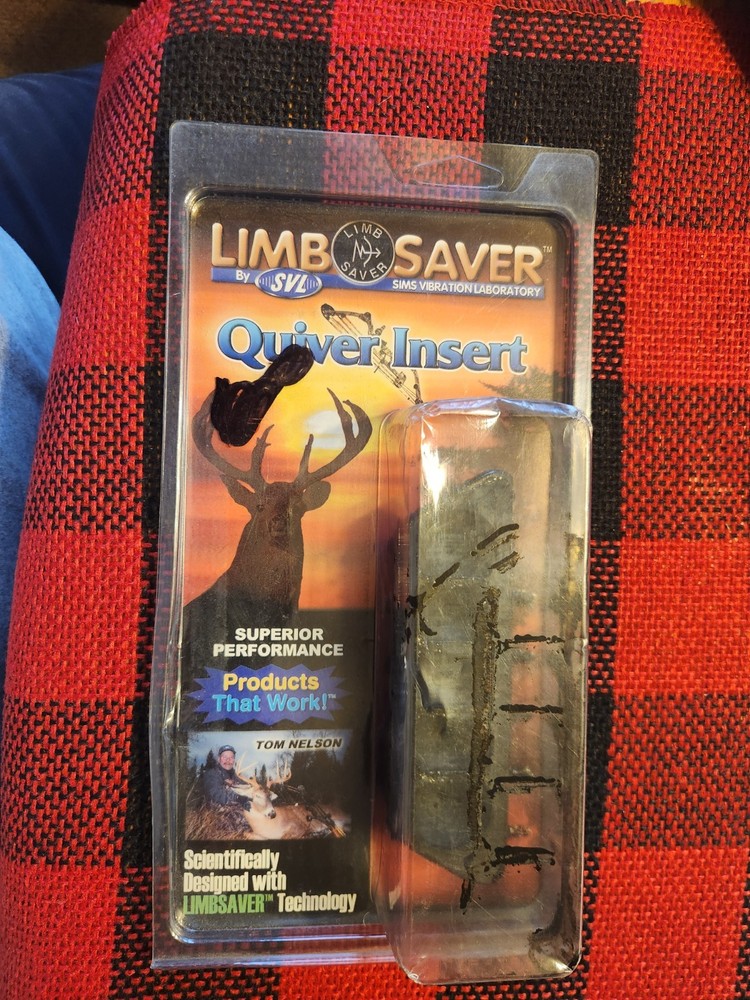 LIMB SAVER™
LIMB
SAVER
By SVL SIMS VIBRATION LABORATORY
Quiver Insert
SUPERIOR
PERFORMANCE
Products
That Work!™
TOM NELSON
Scientifically
Designed with
LIMBSAVER™ Technology